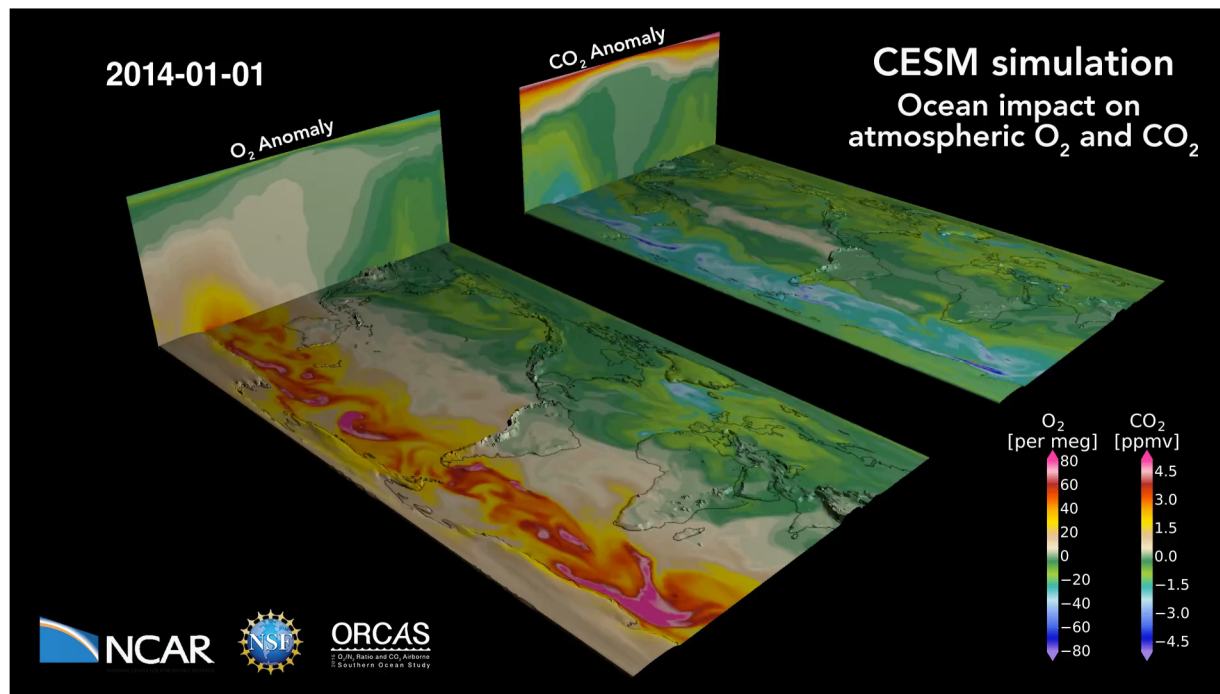 2014-01-01
O₂ Anomaly
CO₂ Anomaly
CESM simulation
Ocean impact on
atmospheric O₂ and CO₂
O₂
[per meg]
80
60
40
20
0
−20
−40
−60
−80
CO₂
[ppmv]
4.5
3.0
1.5
0.0
−1.5
−3.0
−4.5
NCAR
NSF
ORCAS
2016
O₂/N₂ Ratio and CO₂ Airborne
Southern Ocean Study